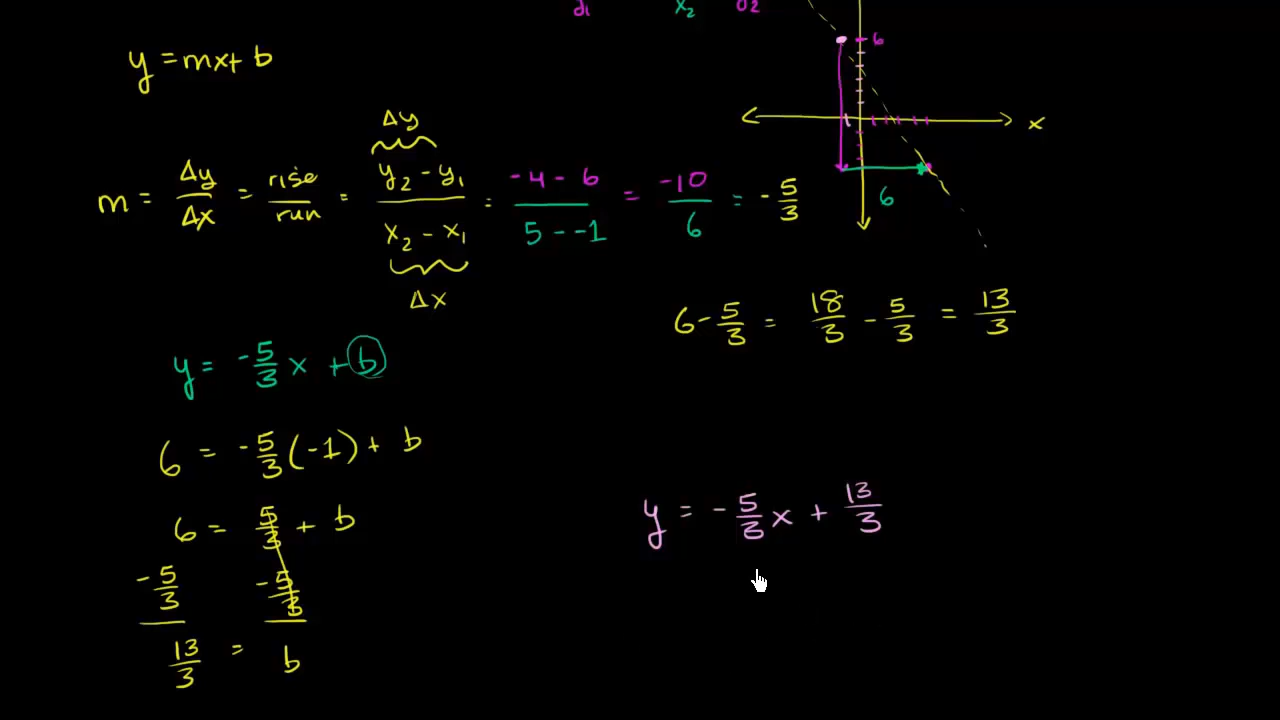 x₂
y = mx + b
6
x
m = Δy/Δx = rise/run = (y₂ - y₁)/(x₂ - x₁) = (-4 - 6)/(5 - -1) = -10/6 = -5/3
Δy
Δx
6
6 - 5/3 = 18/3 - 5/3 = 13/3
y = -5/3 x + b
6 = -5/3 (-1) + b
6 = 5/3 + b
-5/3 -5/3
13/3 = b
y = -5/3 x + 13/3